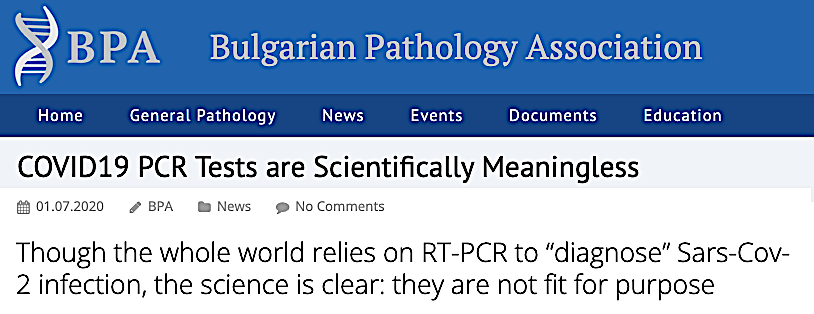 BPA Bulgarian Pathology Association
Home General Pathology News Events Documents Education
COVID19 PCR Tests are Scientifically Meaningless
01.07.2020 BPA News No Comments
Though the whole world relies on RT-PCR to “diagnose” Sars-Cov-
2 infection, the science is clear: they are not fit for purpose